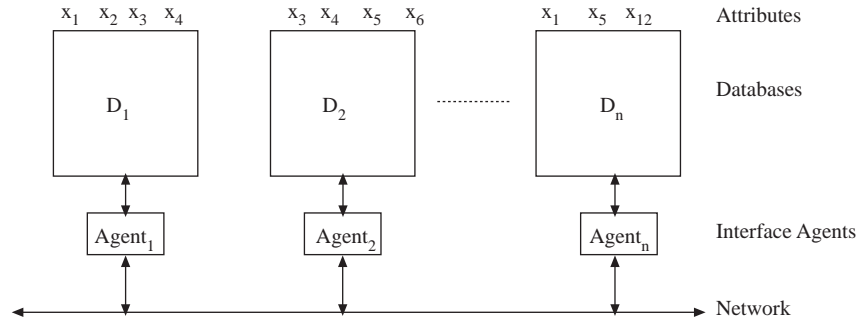 x₁ x₂ x₃ x₄ x₃ x₄ x₅ x₆ x₁ x₅ x₁₂ Attributes
D₁ D₂ Dₙ Databases
Agent₁ Agent₂ Agentₙ Interface Agents
Network